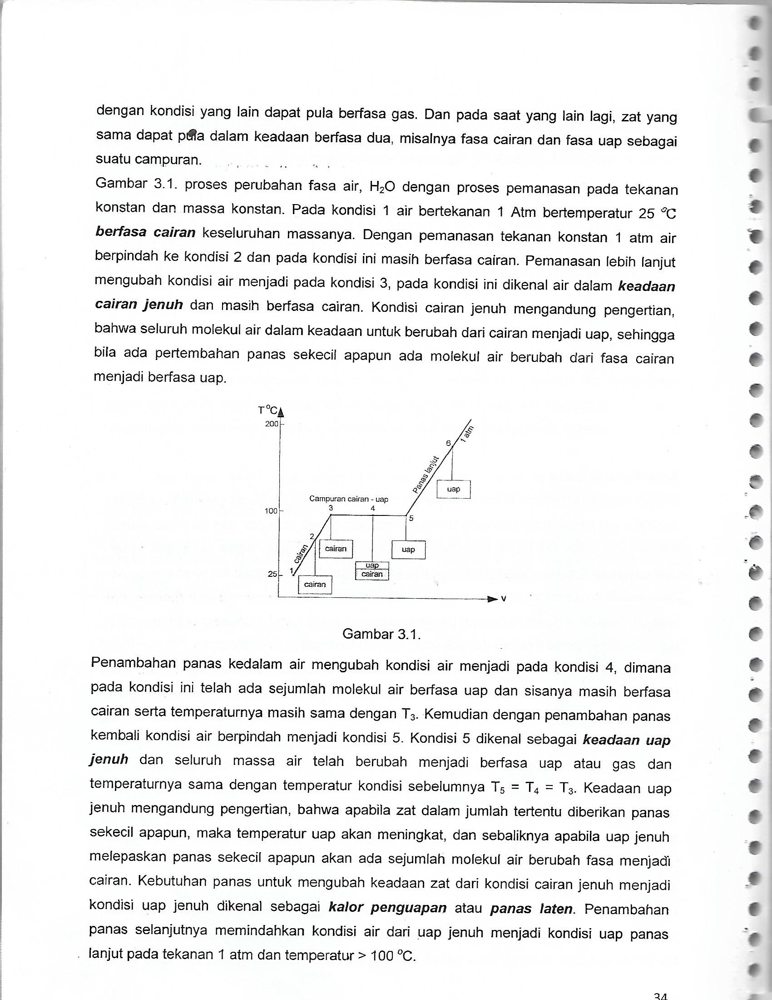 dengan kondisi yang lain dapat pula berfasa gas. Dan pada saat yang lain lagi, zat yang
sama dapat pula dalam keadaan berfasa dua, misalnya fasa cairan dan fasa uap sebagai
suatu campuran.
Gambar 3.1. proses perubahan fasa air, H₂O dengan proses pemanasan pada tekanan
konstan dan massa konstan. Pada kondisi 1 air bertekanan 1 Atm bertemperatur 25 ⁰C
berfasa cairan keseluruhan massanya. Dengan pemanasan tekanan konstan 1 atm air
berpindah ke kondisi 2 dan pada kondisi ini masih berfasa cairan. Pemanasan lebih lanjut
mengubah kondisi air menjadi pada kondisi 3, pada kondisi ini dikenal air dalam keadaan
cairan jenuh dan masih berfasa cairan. Kondisi cairan jenuh mengandung pengertian,
bahwa seluruh molekul air dalam keadaan untuk berubah dari cairan menjadi uap, sehingga
bila ada pertembahan panas sekecil apapun ada molekul air berubah dari fasa cairan
menjadi berfasa uap.
T⁰C
200
1 atm
6
Panas lanjut
uap
Campuran cairan - uap
100
3
4
5
2
cairan
cairan
uap
uap
cairan
25
1
cairan
v
Gambar 3.1.
Penambahan panas kedalam air mengubah kondisi air menjadi pada kondisi 4, dimana
pada kondisi ini telah ada sejumlah molekul air berfasa uap dan sisanya masih berfasa
cairan serta temperaturnya masih sama dengan T₃. Kemudian dengan penambahan panas
kembali kondisi air berpindah menjadi kondisi 5. Kondisi 5 dikenal sebagai keadaan uap
jenuh dan seluruh massa air telah berubah menjadi berfasa uap atau gas dan
temperaturnya sama dengan temperatur kondisi sebelumnya T₅ = T₄ = T₃. Keadaan uap
jenuh mengandung pengertian, bahwa apabila zat dalam jumlah tertentu diberikan panas
sekecil apapun, maka temperatur uap akan meningkat, dan sebaliknya apabila uap jenuh
melepaskan panas sekecil apapun akan ada sejumlah molekul air berubah fasa menjadi
cairan. Kebutuhan panas untuk mengubah keadaan zat dari kondisi cairan jenuh menjadi
kondisi uap jenuh dikenal sebagai kalor penguapan atau panas laten. Penambahan
panas selanjutnya memindahkan kondisi air dari uap jenuh menjadi kondisi uap panas
lanjut pada tekanan 1 atm dan temperatur > 100 ⁰C.
34